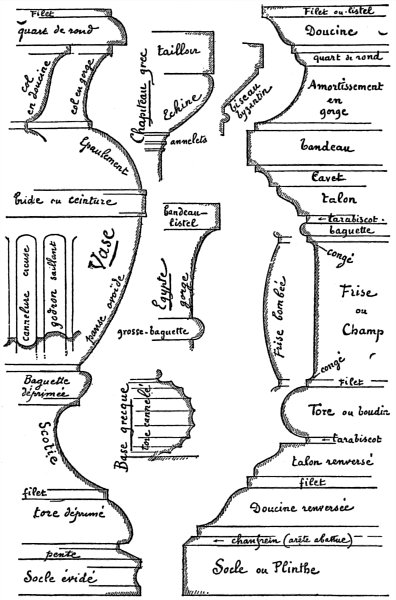 Filet
quart de rond
col
en doucine
col en gorge
Epaulement
bride ou ceinture
Vase
panse ovoïde
cannelure creuse
godron saillant
Baguette
déprimée
Scotie
filet
tore déprimé
pente
Socle évidé
Chapiteau grec
tailloir
Echine
annelets
biseau
byzantin
bandeau-
listel
Egypte
gorge
grosse-baguette
Base grecque
tore cannelé
Filet ou-listel
Doucine
quart de rond
Amortissement
en
gorge
bandeau
Cavet
talon
tarabiscot
baguette
congé
Frise bombée
Frise
ou
Champ
congé
Filet
Tore ou boudin
tarabiscot
talon renversé
filet
Doucine renversée
chanfrein (arête abattue)
Socle ou Plinthe